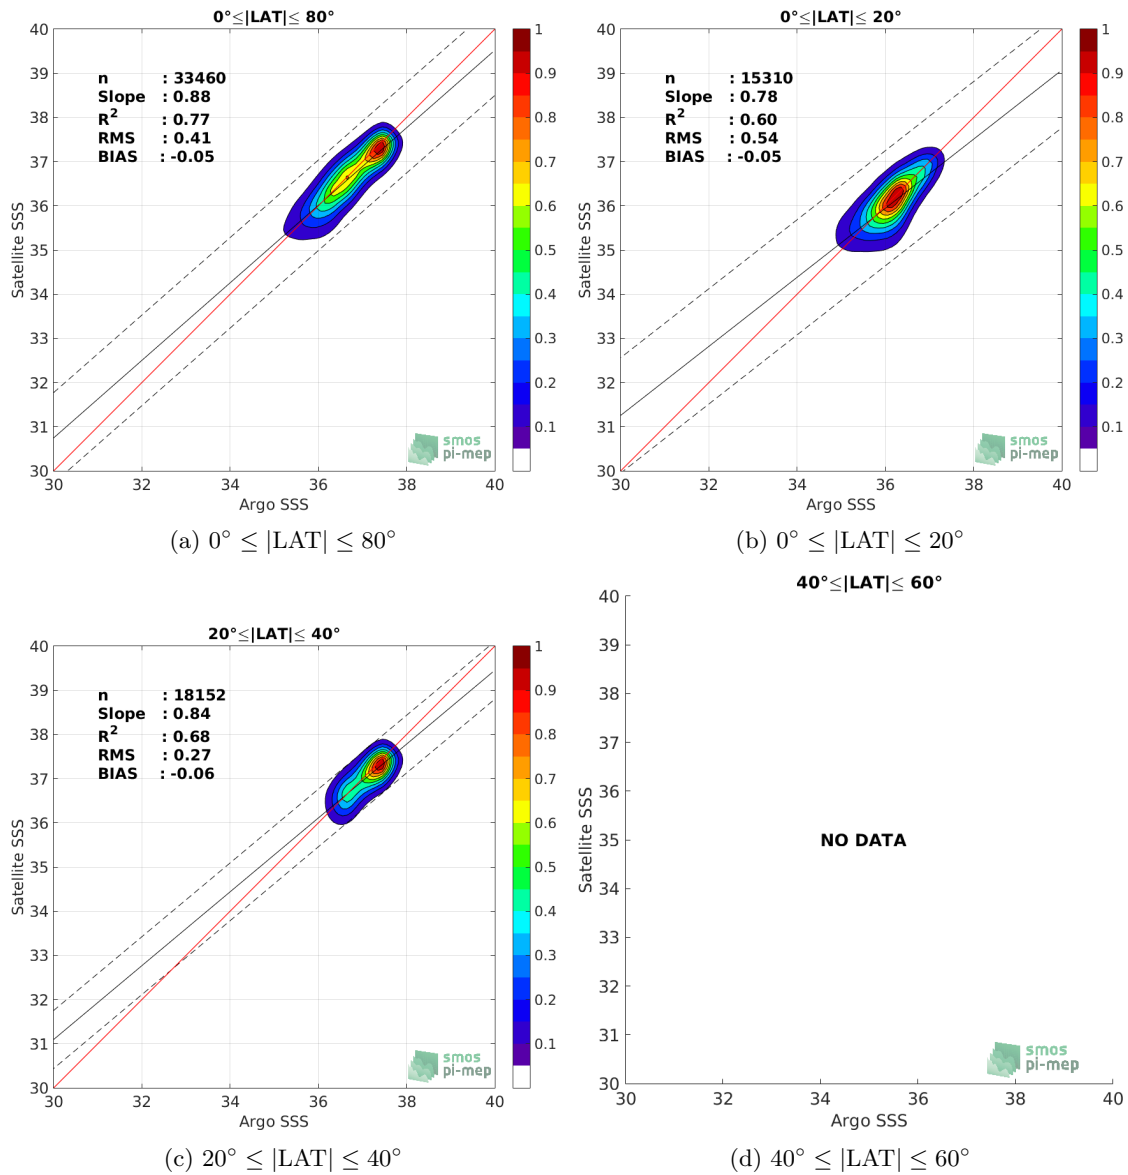 0°≤|LAT|≤ 80°
40
39
38
37
36
35
34
33
32
31
30
30 32 34 36 38 40
Satellite SSS
Argo SSS
n : 33460
Slope : 0.88
R² : 0.77
RMS : 0.41
BIAS : -0.05
1
0.9
0.8
0.7
0.6
0.5
0.4
0.3
0.2
0.1
smos
pi-mep
(a) 0° ≤ |LAT| ≤ 80°
0°≤|LAT|≤ 20°
40
39
38
37
36
35
34
33
32
31
30
30 32 34 36 38 40
Satellite SSS
Argo SSS
n : 15310
Slope : 0.78
R² : 0.60
RMS : 0.54
BIAS : -0.05
1
0.9
0.8
0.7
0.6
0.5
0.4
0.3
0.2
0.1
smos
pi-mep
(b) 0° ≤ |LAT| ≤ 20°
20°≤|LAT|≤ 40°
40
39
38
37
36
35
34
33
32
31
30
30 32 34 36 38 40
Satellite SSS
Argo SSS
n : 18152
Slope : 0.84
R² : 0.68
RMS : 0.27
BIAS : -0.06
1
0.9
0.8
0.7
0.6
0.5
0.4
0.3
0.2
0.1
smos
pi-mep
(c) 20° ≤ |LAT| ≤ 40°
40°≤|LAT|≤ 60°
40
39
38
37
36
35
34
33
32
31
30
30 32 34 36 38 40
Satellite SSS
Argo SSS
NO DATA
smos
pi-mep
(d) 40° ≤ |LAT| ≤ 60°